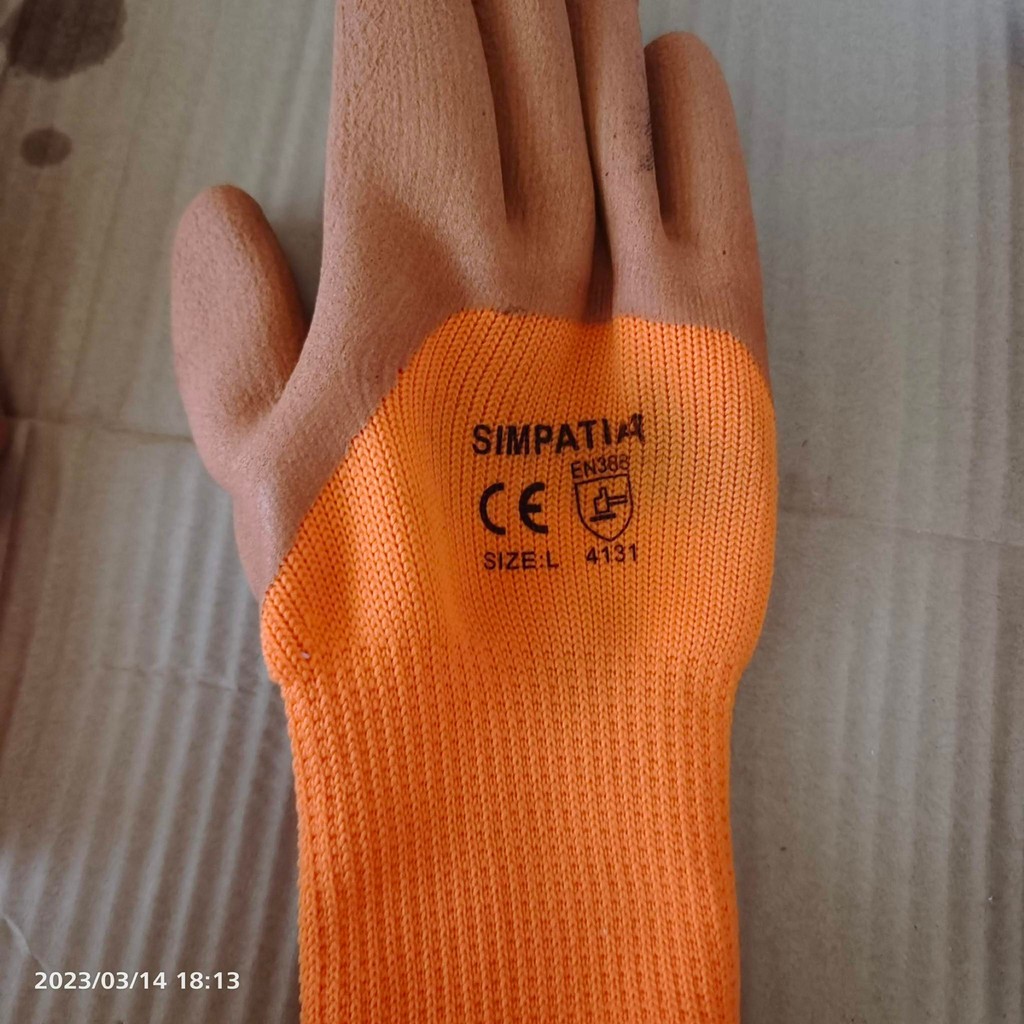 SIMPATIA
EN388
CE
SIZE:L 4131
2023/03/14 18:13